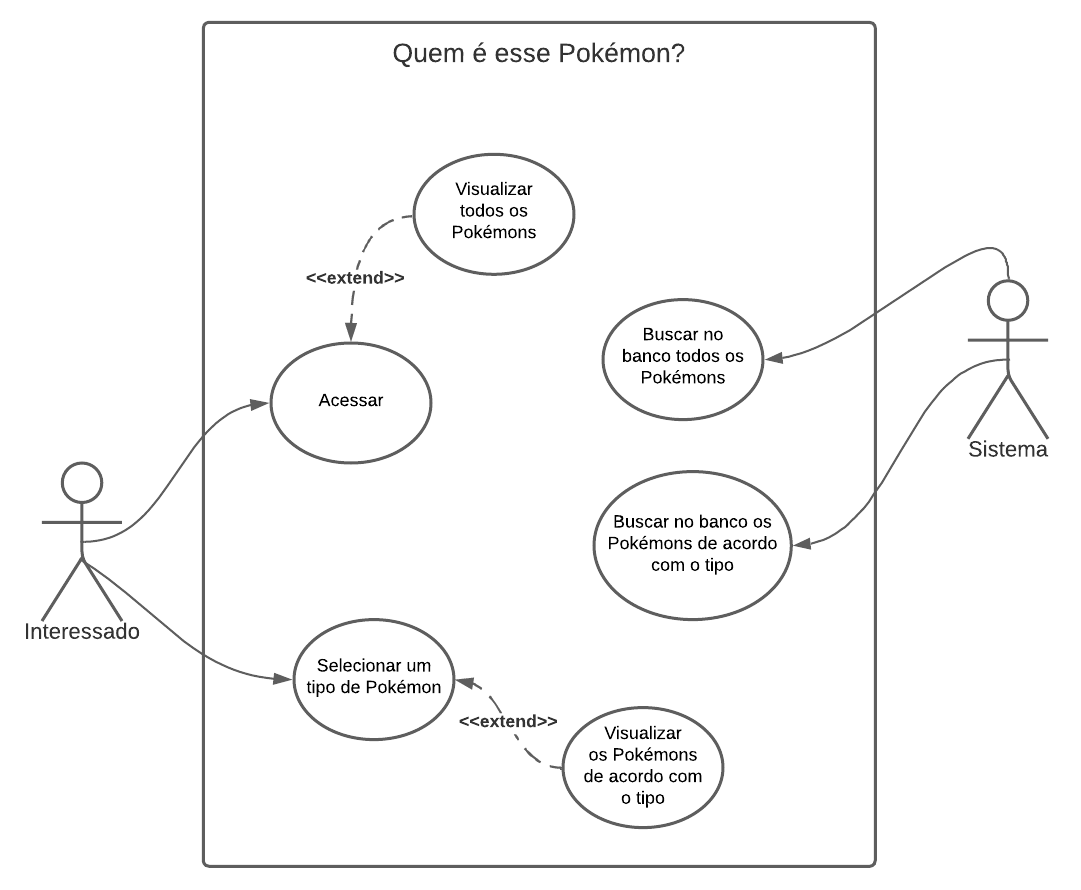 Quem é esse Pokémon?
Visualizar
todos os
Pokémons
<<extend>>
Acessar
Buscar no
banco todos os
Pokémons
Sistema
Buscar no banco os
Pokémons de acordo
com o tipo
Interessado
Selecionar um
tipo de Pokémon
<<extend>>
Visualizar
os Pokémons
de acordo com
o tipo